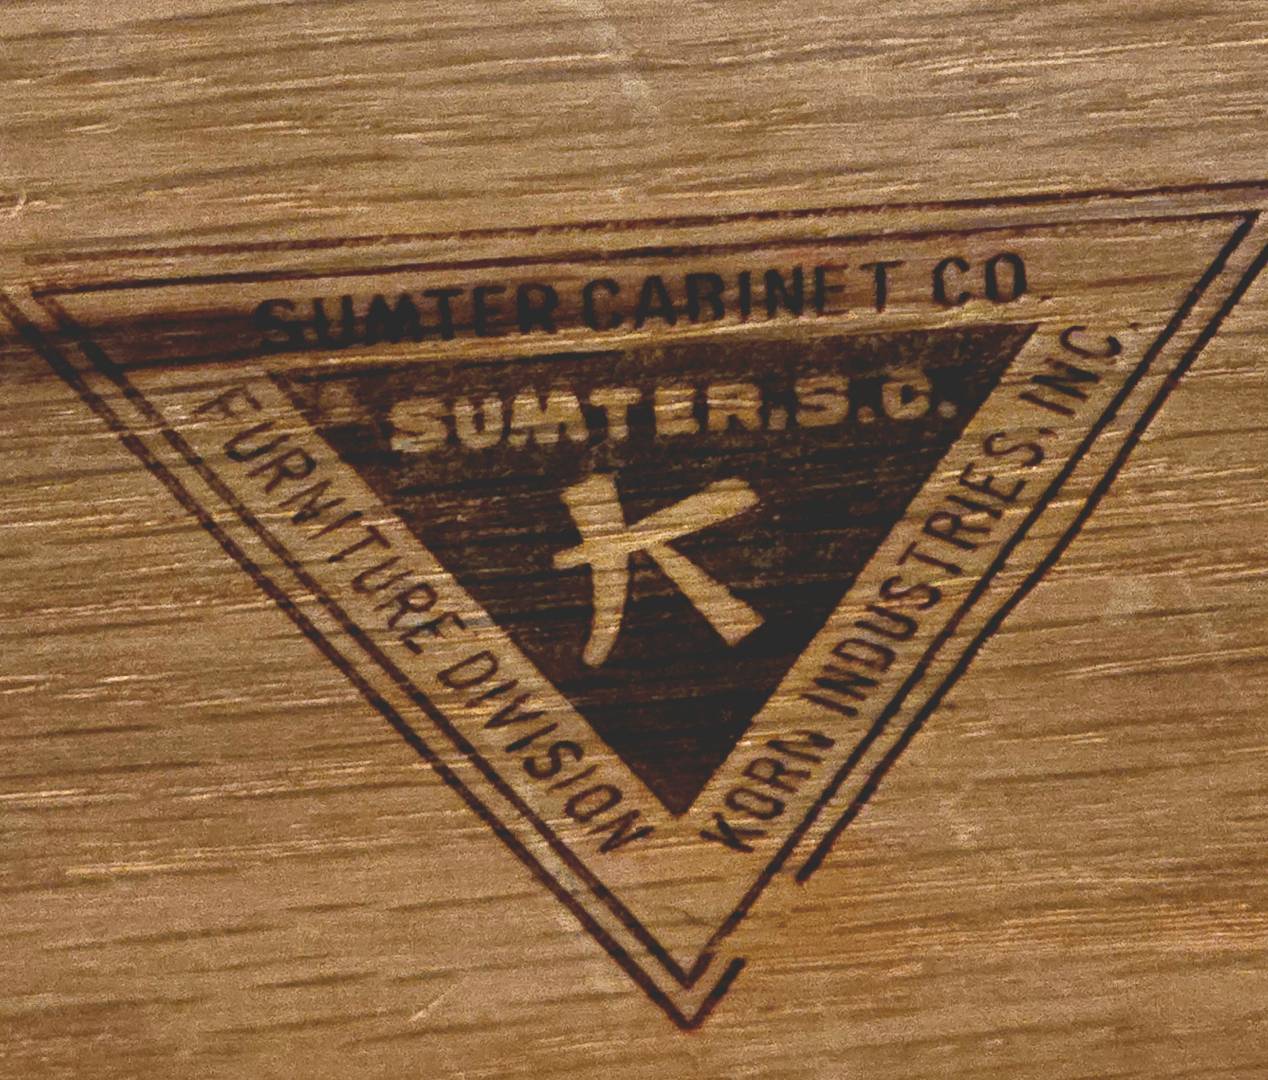 SUMTER CABINET CO.
SUMTER.S.C.
K
FURNITURE DIVISION
KORN INDUSTRIES, INC.